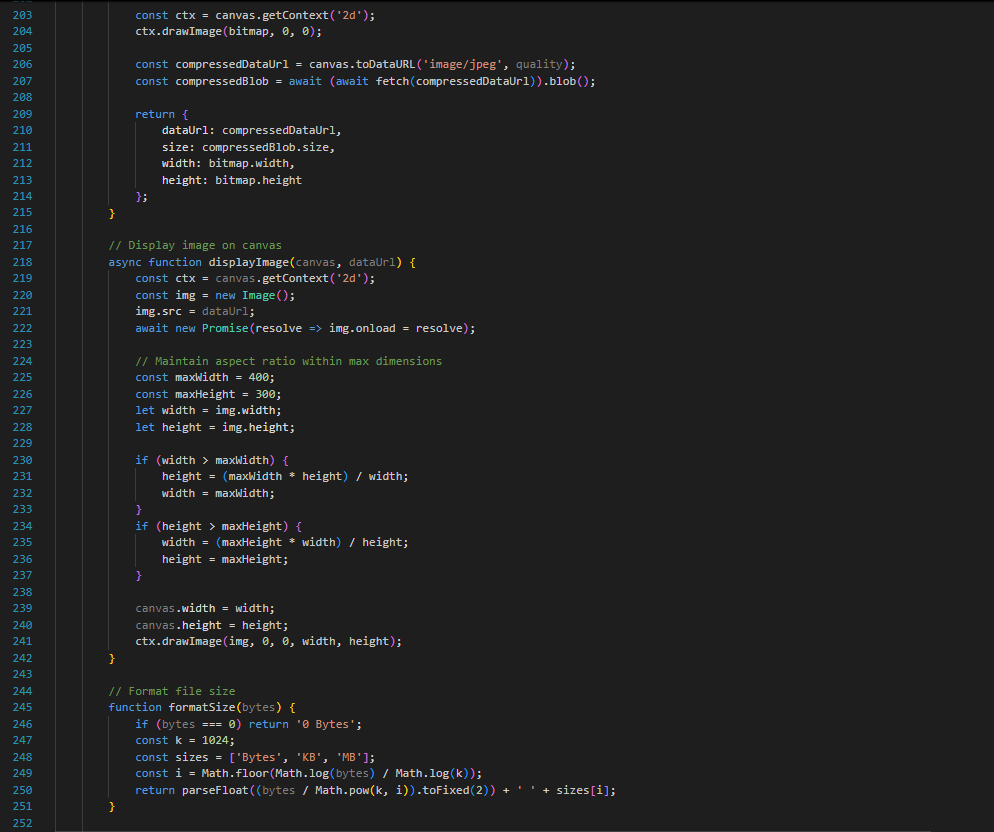 203 const ctx = canvas.getContext('2d');
204 ctx.drawImage(bitmap, 0, 0);
205
206 const compressedDataUrl = canvas.toDataURL('image/jpeg', quality);
207 const compressedBlob = await (await fetch(compressedDataUrl)).blob();
208
209 return {
210 dataUrl: compressedDataUrl,
211 size: compressedBlob.size,
212 width: bitmap.width,
213 height: bitmap.height
214 };
215 }
216
217 // Display image on canvas
218 async function displayImage(canvas, dataUrl) {
219 const ctx = canvas.getContext('2d');
220 const img = new Image();
221 img.src = dataUrl;
222 await new Promise(resolve => img.onload = resolve);
223
224 // Maintain aspect ratio within max dimensions
225 const maxWidth = 400;
226 const maxHeight = 300;
227 let width = img.width;
228 let height = img.height;
229
230 if (width > maxWidth) {
231 height = (maxWidth * height) / width;
232 width = maxWidth;
233 }
234 if (height > maxHeight) {
235 width = (maxHeight * width) / height;
236 height = maxHeight;
237 }
238
239 canvas.width = width;
240 canvas.height = height;
241 ctx.drawImage(img, 0, 0, width, height);
242 }
243
244 // Format file size
245 function formatSize(bytes) {
246 if (bytes === 0) return '0 Bytes';
247 const k = 1024;
248 const sizes = ['Bytes', 'KB', 'MB'];
249 const i = Math.floor(Math.log(bytes) / Math.log(k));
250 return parseFloat((bytes / Math.pow(k, i)).toFixed(2)) + ' ' + sizes[i];
251 }
252